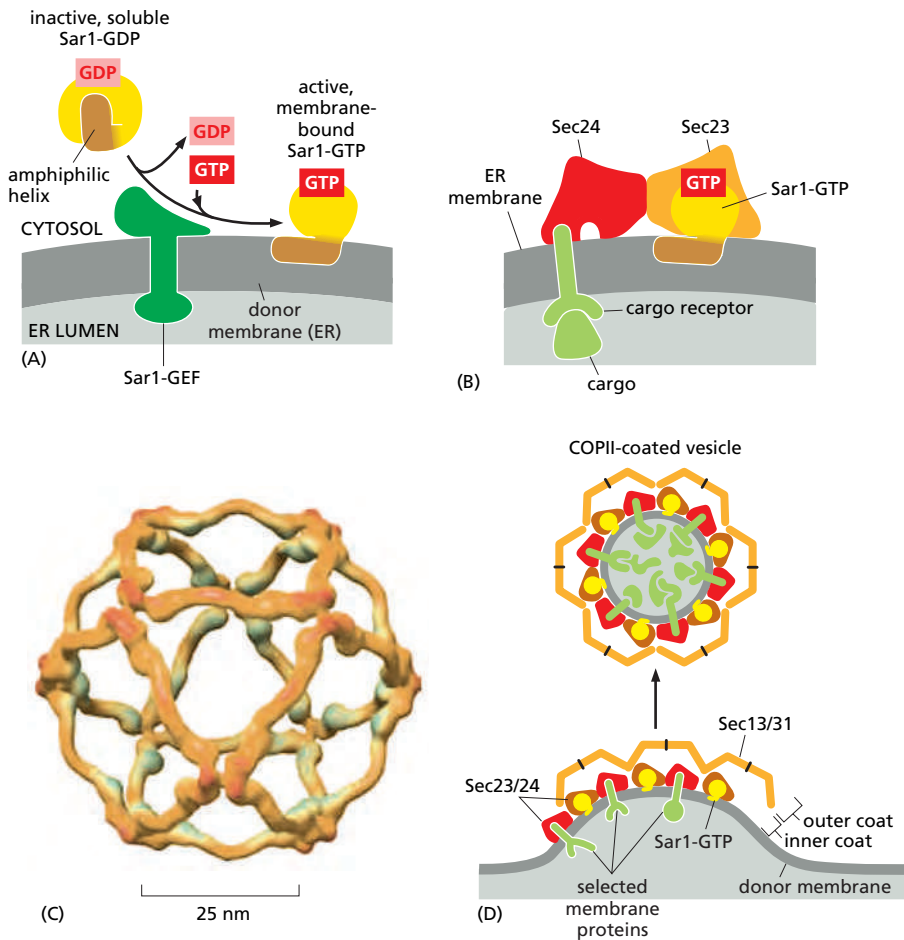 inactive, soluble
Sar1-GDP
GDP
amphiphilic
helix
GDP
GTP
active,
membrane-
bound
Sar1-GTP
GTP
CYTOSOL
donor
membrane (ER)
ER LUMEN
(A)
Sar1-GEF
Sec24
Sec23
ER
membrane
GTP
Sar1-GTP
cargo receptor
(B)
cargo
(C)
25 nm
COPII-coated vesicle
Sec13/31
Sec23/24
outer coat
inner coat
Sar1-GTP
selected
membrane
proteins
donor membrane
(D)